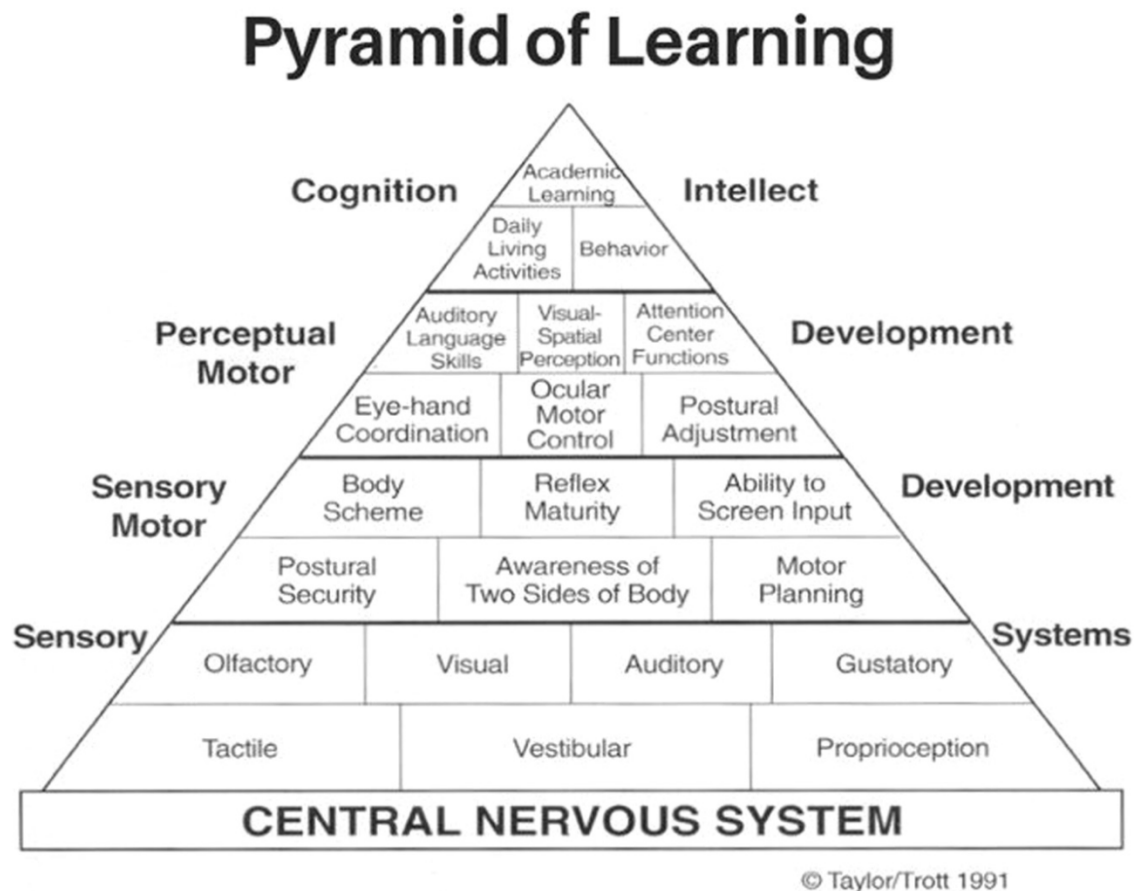 Pyramid of Learning
Cognition
Academic
Learning
Intellect
Daily
Living
Activities
Behavior
Perceptual
Motor
Auditory
Language
Skills
Visual-
Spatial
Perception
Attention
Center
Functions
Development
Eye-hand
Coordination
Ocular
Motor
Control
Postural
Adjustment
Sensory
Motor
Body
Scheme
Reflex
Maturity
Ability to
Screen Input
Development
Postural
Security
Awareness of
Two Sides of Body
Motor
Planning
Sensory
Systems
Olfactory
Visual
Auditory
Gustatory
Tactile
Vestibular
Proprioception
CENTRAL NERVOUS SYSTEM
© Taylor/Trott 1991